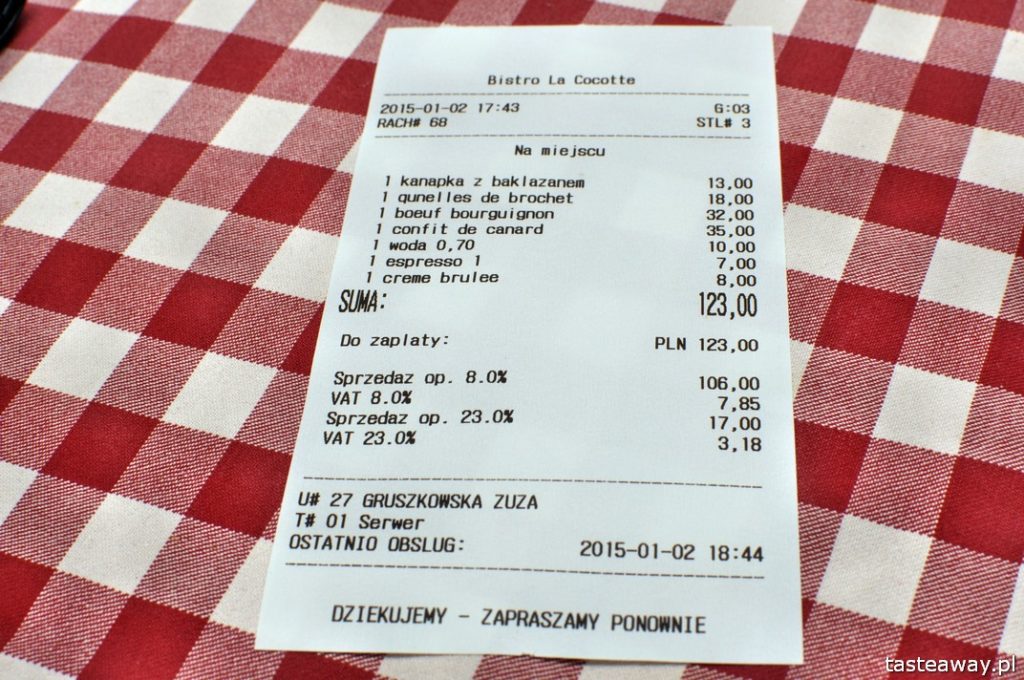 Bistro La Cocotte
2015-01-02 17:43 G:03
RACH# 68 STL# 3
Na miejscu
1 kanapka z baklazanem 13,00
1 qunelles de brochet 18,00
1 boeuf bourguignon 32,00
1 confit de canard 35,00
1 woda 0,70 10,00
1 espresso 1 7,00
1 creme brulee 8,00
SUMA: 123,00
Do zaplaty: PLN 123,00
Sprzedaz op. 8.0% 106,00
VAT 8.0% 7,85
Sprzedaz op. 23.0% 17,00
VAT 23.0% 3,18
U# 27 GRUSZKOWSKA ZUZA
T# 01 Serwer
OSTATNIO OBSLUG: 2015-01-02 18:44
DZIEKUJEMY - ZAPRASZAMY PONOWNIE
tasteaway.pl